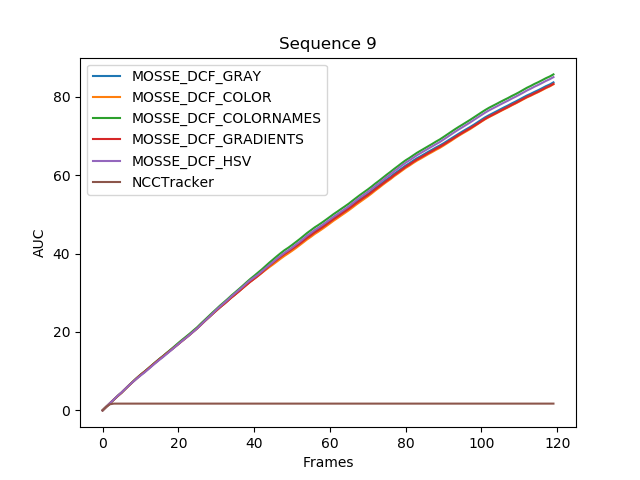 Sequence 9
MOSSE_DCF_GRAY
MOSSE_DCF_COLOR
MOSSE_DCF_COLORNAMES
MOSSE_DCF_GRADIENTS
MOSSE_DCF_HSV
NCCTracker
AUC
80
60
40
20
0
0 20 40 60 80 100 120
Frames